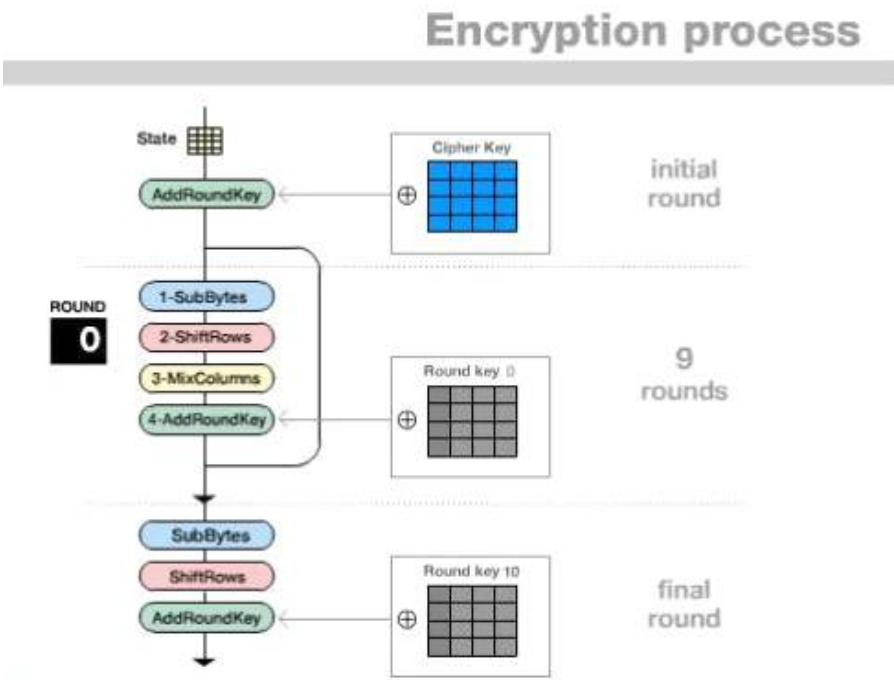 Encryption process
State
Cipher Key
AddRoundKey
initial
round
ROUND
0
1-SubBytes
2-ShiftRows
3-MixColumns
4-AddRoundKey
Round key 0
9
rounds
SubBytes
ShiftRows
AddRoundKey
Round key 10
final
round